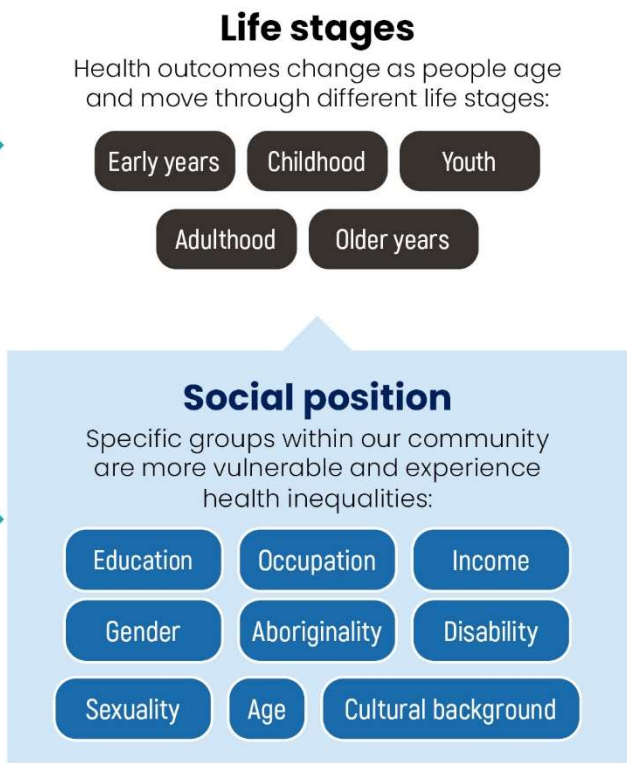 Life stages
Health outcomes change as people age
and move through different life stages:
Early years Childhood Youth
Adulthood Older years
Social position
Specific groups within our community
are more vulnerable and experience
health inequalities:
Education Occupation Income
Gender Aboriginality Disability
Sexuality Age Cultural background